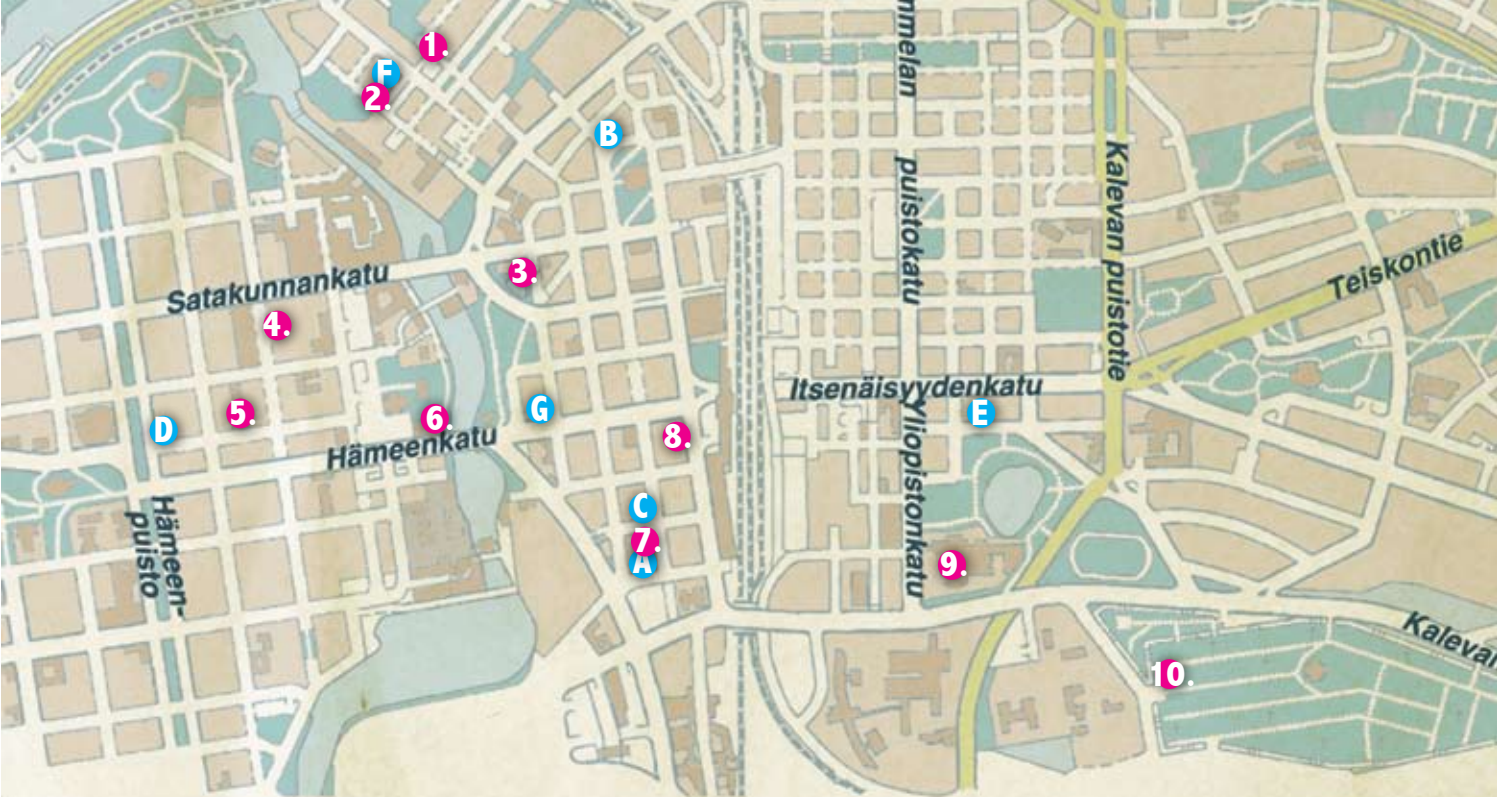 1.
F
2.
B
mmelan
puistokatu
Kalevan puistotie
Teiskontie
Satakunnankatu
3.
4.
5.
D
6.
G
Hämeenkatu
8.
Itsenäisyydenkatu
E
Yliopistonkatu
C
7.
A
9.
Hämeen-
puisto
10.
Kalevan